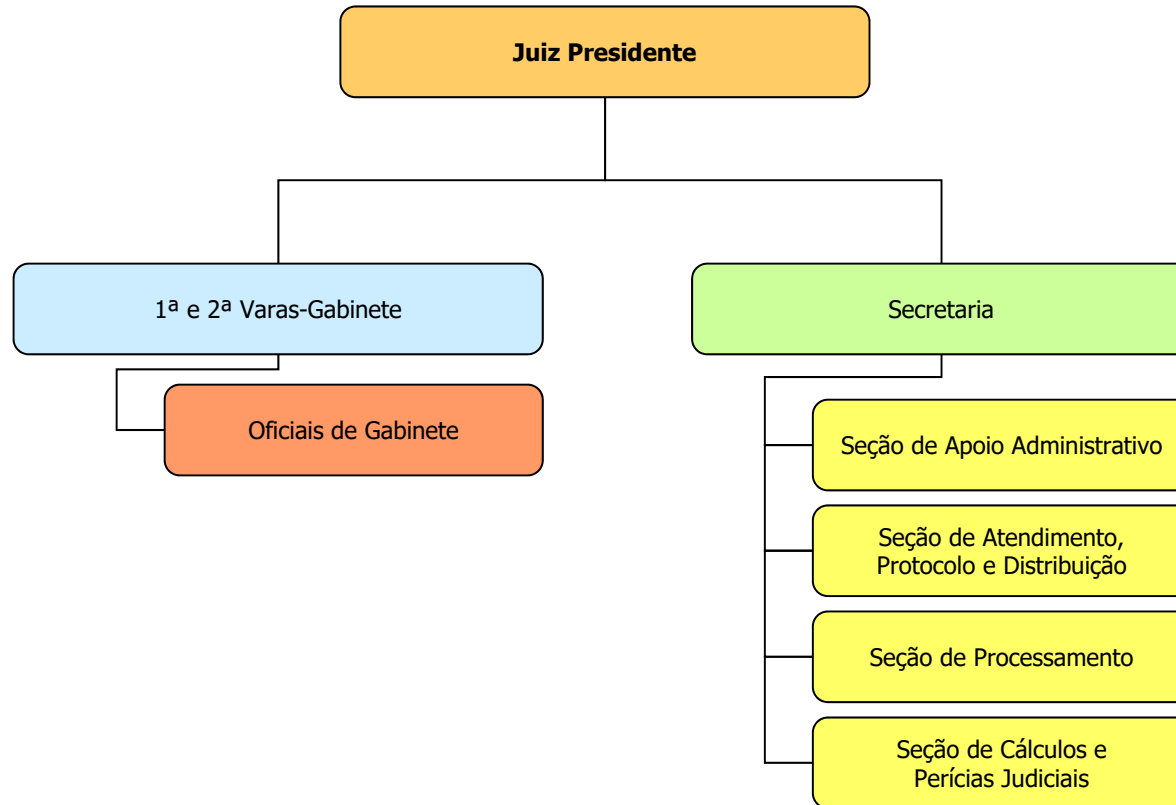 Juiz Presidente
1ª e 2ª Varas-Gabinete
Oficiais de Gabinete
Secretaria
Seção de Apoio Administrativo
Seção de Atendimento,
Protocolo e Distribuição
Seção de Processamento
Seção de Cálculos e
Perícias Judiciais